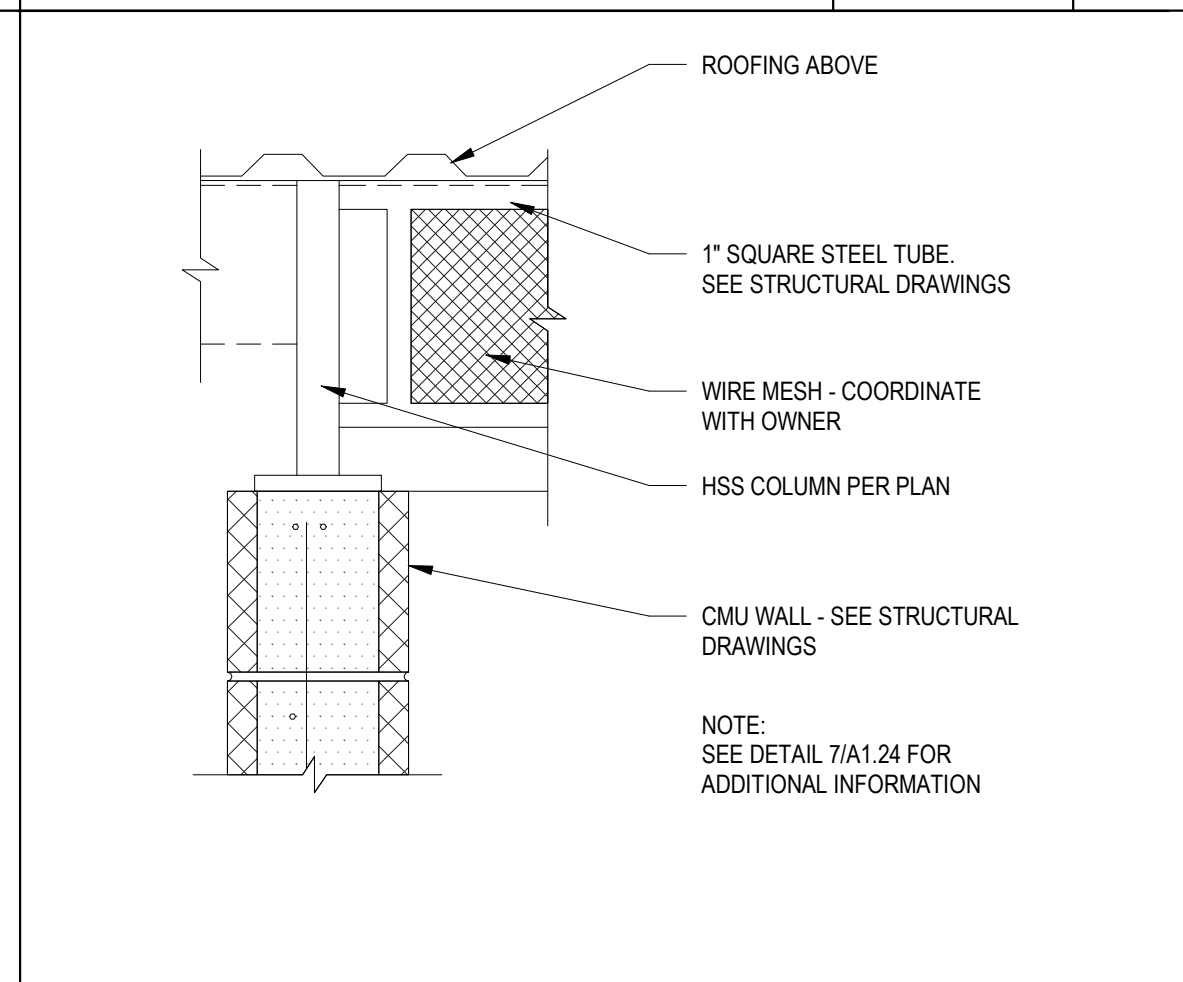 ROOFING ABOVE
1" SQUARE STEEL TUBE.
SEE STRUCTURAL DRAWINGS
WIRE MESH - COORDINATE
WITH OWNER
HSS COLUMN PER PLAN
CMU WALL - SEE STRUCTURAL
DRAWINGS
NOTE:
SEE DETAIL 7/A1.24 FOR
ADDITIONAL INFORMATION